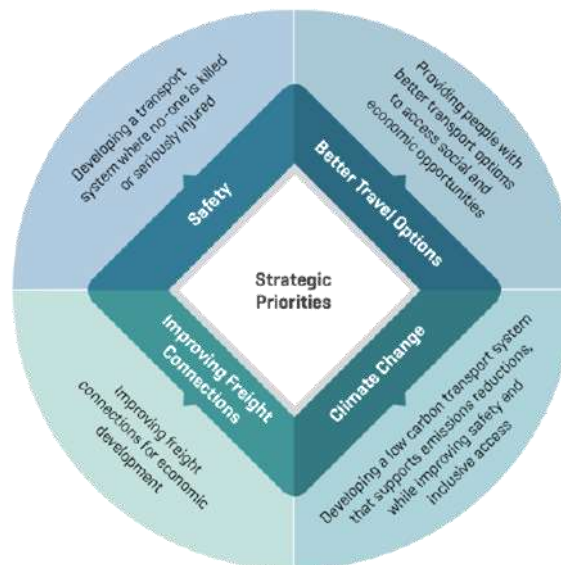 Developing a transport
system where no-one is killed
or seriously injured
Safety
Providing people with
better transport options
to access social and
economic opportunities
Better Travel Options
Strategic
Priorities
Improving Freight
Connections
Improving freight
connections for economic
development
Climate Change
Developing a low carbon transport system
that supports emissions reductions,
while improving safety and
inclusive access